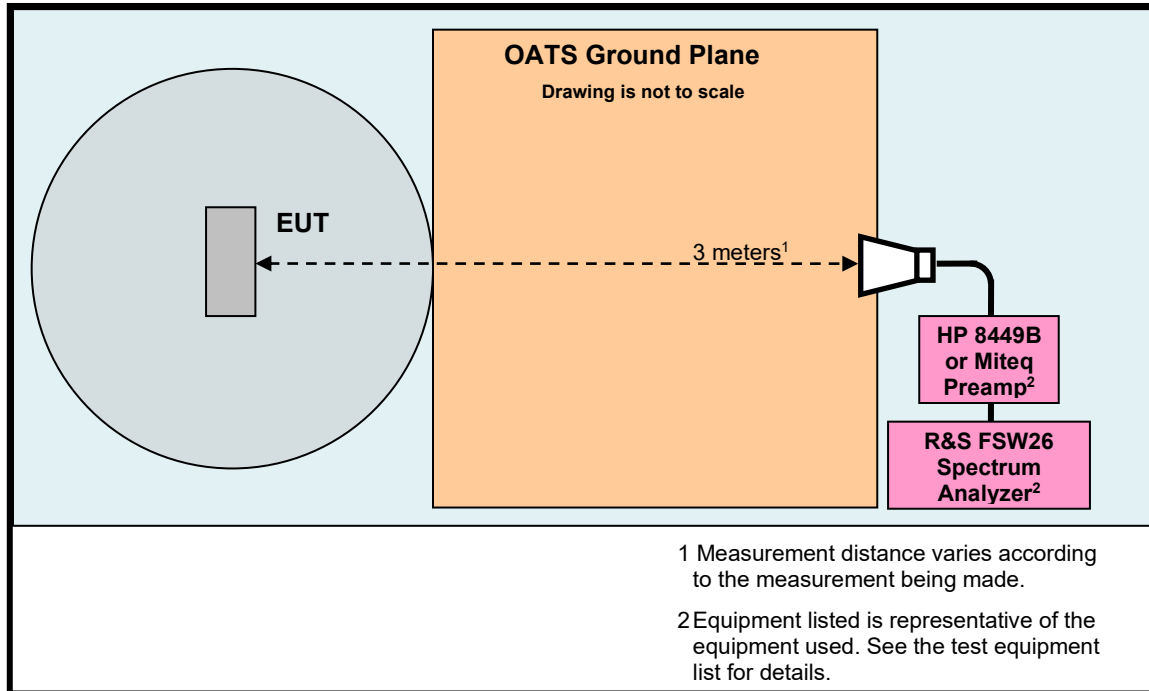 OATS Ground Plane
Drawing is not to scale
EUT
3 meters1
HP 8449B
or Miteq
Preamp2
R&S FSW26
Spectrum
Analyzer2
1 Measurement distance varies according
to the measurement being made.
2 Equipment listed is representative of the
equipment used. See the test equipment
list for details.